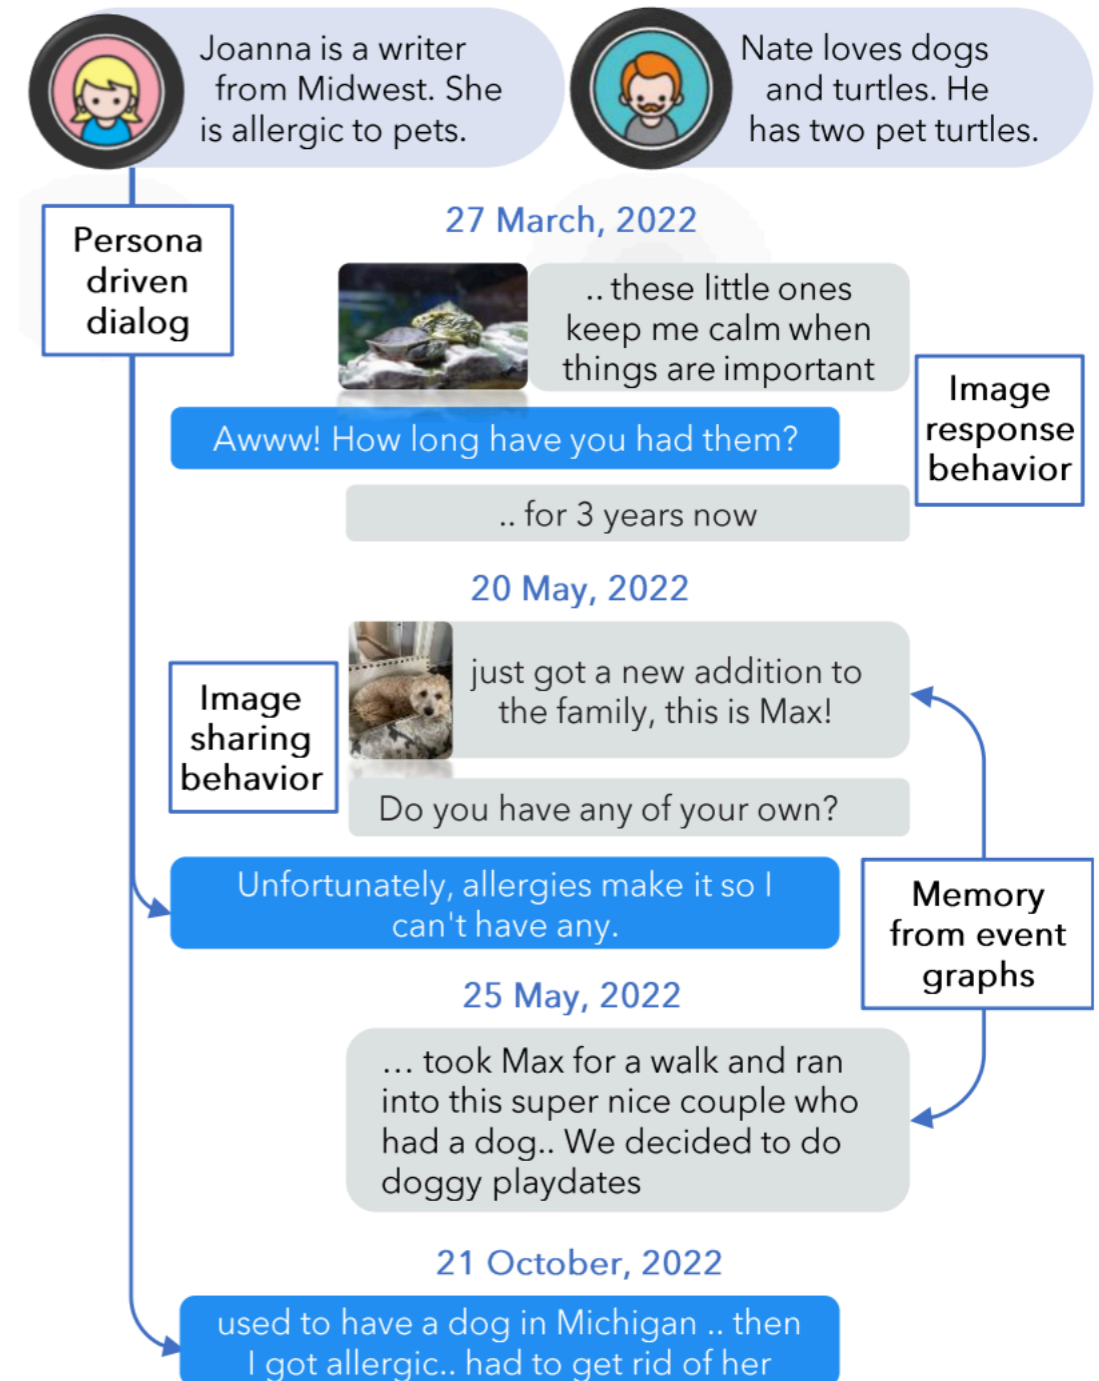 Joanna is a writer
from Midwest. She
is allergic to pets.
Nate loves dogs
and turtles. He
has two pet turtles.
Persona
driven
dialog
27 March, 2022
.. these little ones
keep me calm when
things are important
Image
response
behavior
Awww! How long have you had them?
.. for 3 years now
20 May, 2022
Image
sharing
behavior
just got a new addition to
the family, this is Max!
Do you have any of your own?
Unfortunately, allergies make it so I
can't have any.
Memory
from event
graphs
25 May, 2022
... took Max for a walk and ran
into this super nice couple who
had a dog.. We decided to do
doggy playdates
21 October, 2022
used to have a dog in Michigan .. then
I got allergic.. had to get rid of her